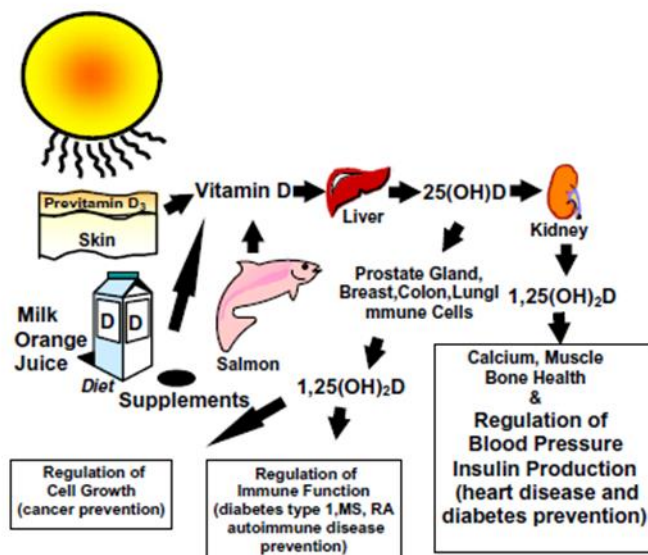 Previtamin D3
Skin
Vitamin D
Liver
25(OH)D
Kidney
Milk
Orange
Juice
D D
Diet
Supplements
Salmon
Prostate Gland,
Breast,Colon,LungI
mmune Cells
1,25(OH)2D
1,25(OH)2D
Regulation of
Cell Growth
(cancer prevention)
Regulation of
Immune Function
(diabetes type 1,MS, RA
autoimmune disease
prevention)
Calcium, Muscle
Bone Health
&
Regulation of
Blood Pressure
Insulin Production
(heart disease and
diabetes prevention)